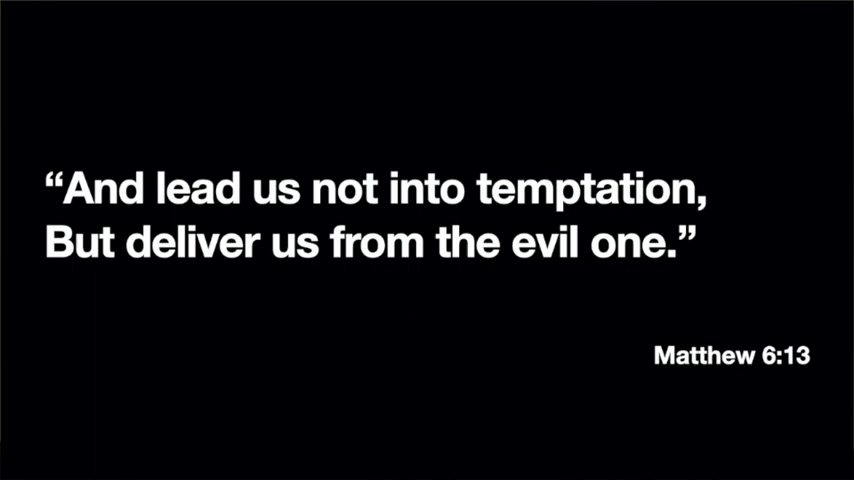 “And lead us not into temptation,
But deliver us from the evil one.”
Matthew 6:13